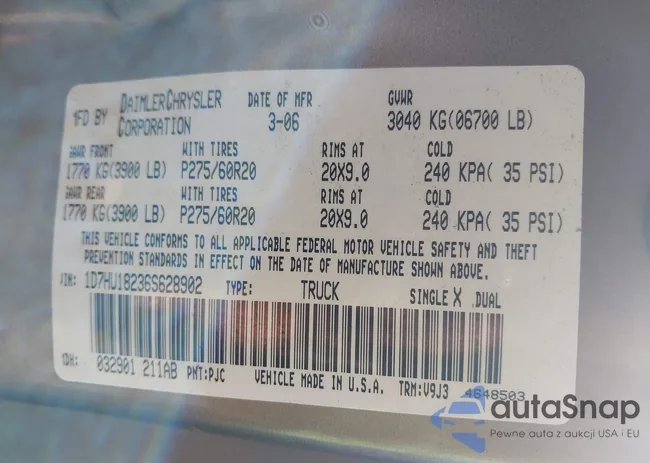 MFD BY DAIMLERCHRYSLER CORPORATION DATE OF MFR 3-06 GVWR 3040 KG(06700 LB)
GAWR FRONT WITH TIRES RIMS AT COLD
1770 KG(3900 LB) P275/60R20 20X9.0 240 KPA( 35 PSI)
GAWR REAR WITH TIRES RIMS AT COLD
1770 KG(3900 LB) P275/60R20 20X9.0 240 KPA( 35 PSI)
THIS VEHICLE CONFORMS TO ALL APPLICABLE FEDERAL MOTOR VEHICLE SAFETY AND THEFT
PREVENTION STANDARDS IN EFFECT ON THE DATE OF MANUFACTURE SHOWN ABOVE.
VIN: 1D7HU18236S628902 TYPE: TRUCK SINGLE X DUAL
MDH: 032901 211AB PNT:PJC VEHICLE MADE IN U.S.A. TRM:V9J3 4648503
autaSnap
Pewne auta z aukcji USA i EU